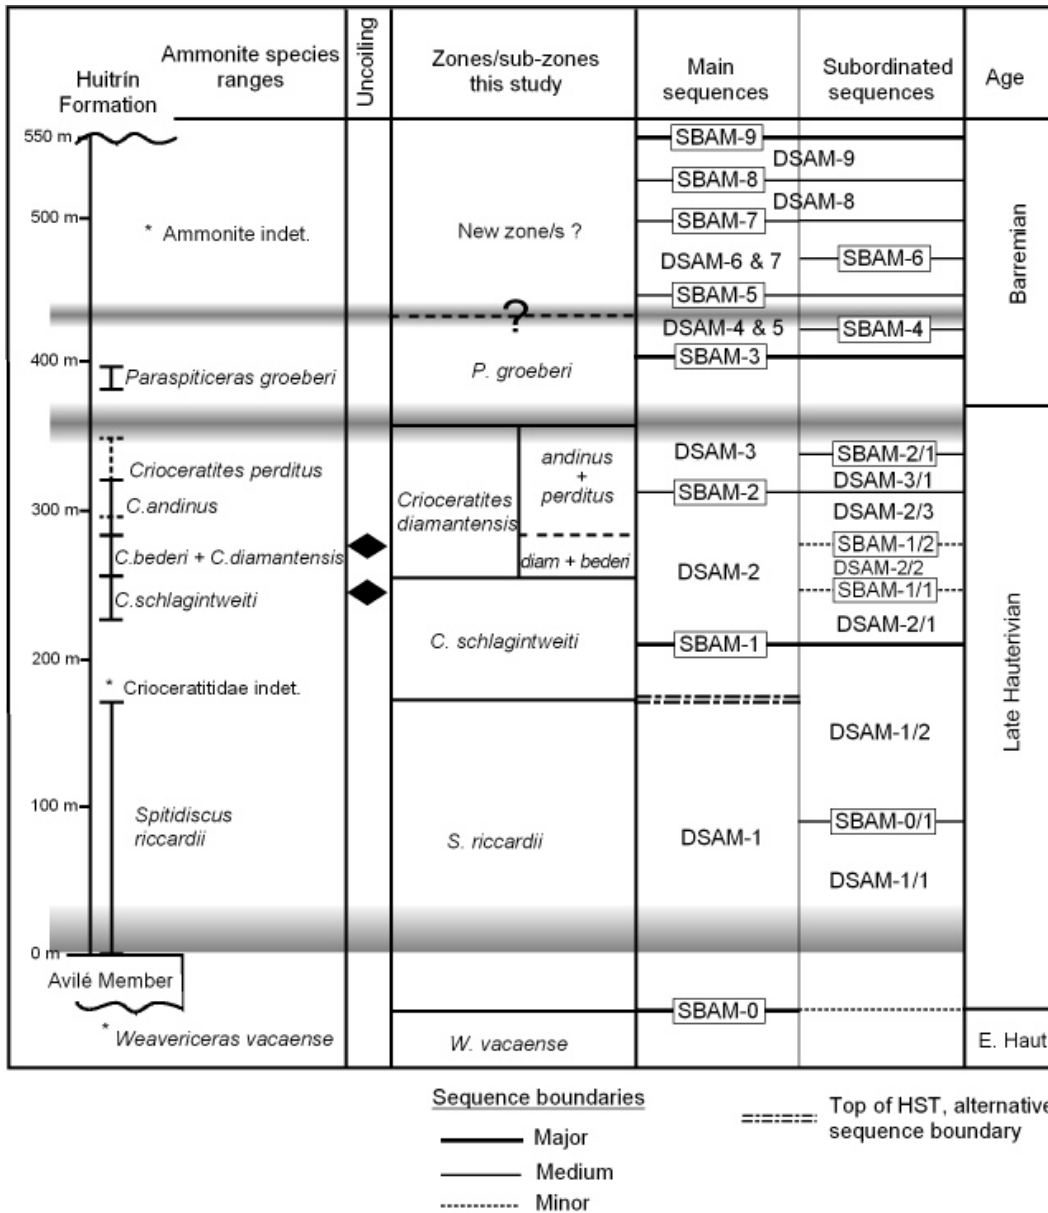 Huitrín
Formation
Ammonite species
ranges
Uncoiling
Zones/sub-zones
this study
Main
sequences
Subordinated
sequences
Age
550 m
SBAM-9
DSAM-9
SBAM-8
DSAM-8
500 m
SBAM-7
* Ammonite indet.
New zone/s ?
DSAM-6 & 7
SBAM-6
SBAM-5
Barremian
?
DSAM-4 & 5
SBAM-4
400 m
SBAM-3
Paraspiticeras groeberi
P. groeberi
DSAM-3
SBAM-2/1
Crioceratites perditus
andinus
+
perditus
DSAM-3/1
SBAM-2
C.andinus
Crioceratites
diamantensis
300 m
DSAM-2/3
SBAM-1/2
C.bederi + C.diamantensis
diam + bederi
DSAM-2
DSAM-2/2
SBAM-1/1
C.schlagintweiti
DSAM-2/1
C. schlagintweiti
SBAM-1
200 m
* Crioceratitidae indet.
Late Hauterivian
DSAM-1/2
100 m
Spitidiscus
riccardii
SBAM-0/1
S. riccardii
DSAM-1
DSAM-1/1
0 m
Avilé Member
SBAM-0
* Weavericeras vacaense
W. vacaense
E. Haut
Sequence boundaries
Major
Medium
Minor
Top of HST, alternative
sequence boundary